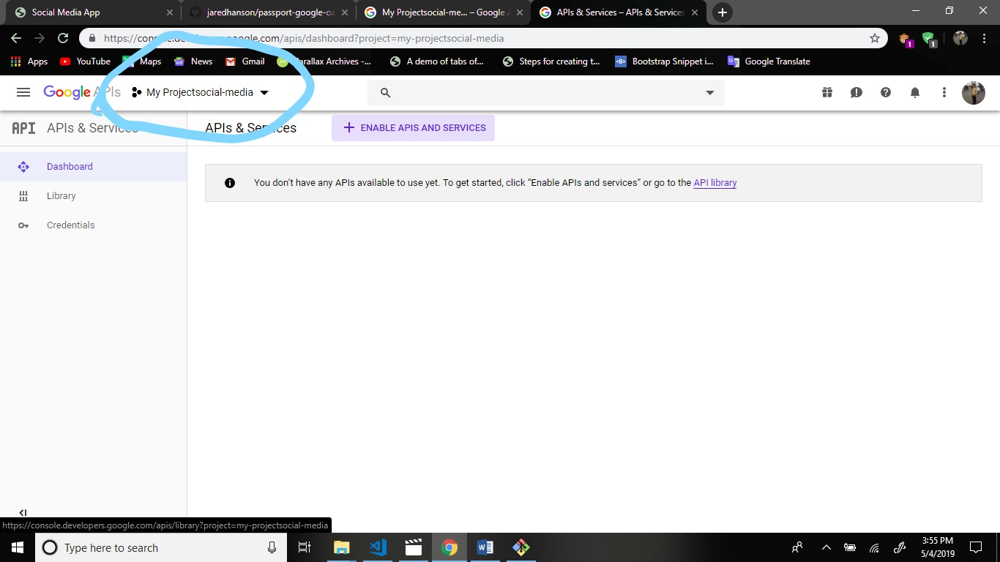 Social Media App
jaredhanson/passport-google-oa
My Projectsocial-me... – Google A
APIs & Services – APIs & Services
https://console.developers.google.com/apis/dashboard?project=my-projectsocial-media
Apps YouTube Maps News Gmail Parallax Archives -... A demo of tabs of... Steps for creating t... Bootstrap Snippet i... Google Translate
1 1
Google APIs My Projectsocial-media
API APIs & Services APIs & Services ENABLE APIS AND SERVICES
Dashboard
You don’t have any APIs available to use yet. To get started, click “Enable APIs and services” or go to the API library
Library
Credentials
https://console.developers.google.com/apis/library?project=my-projectsocial-media
Type here to search
3:55 PM
5/4/2019